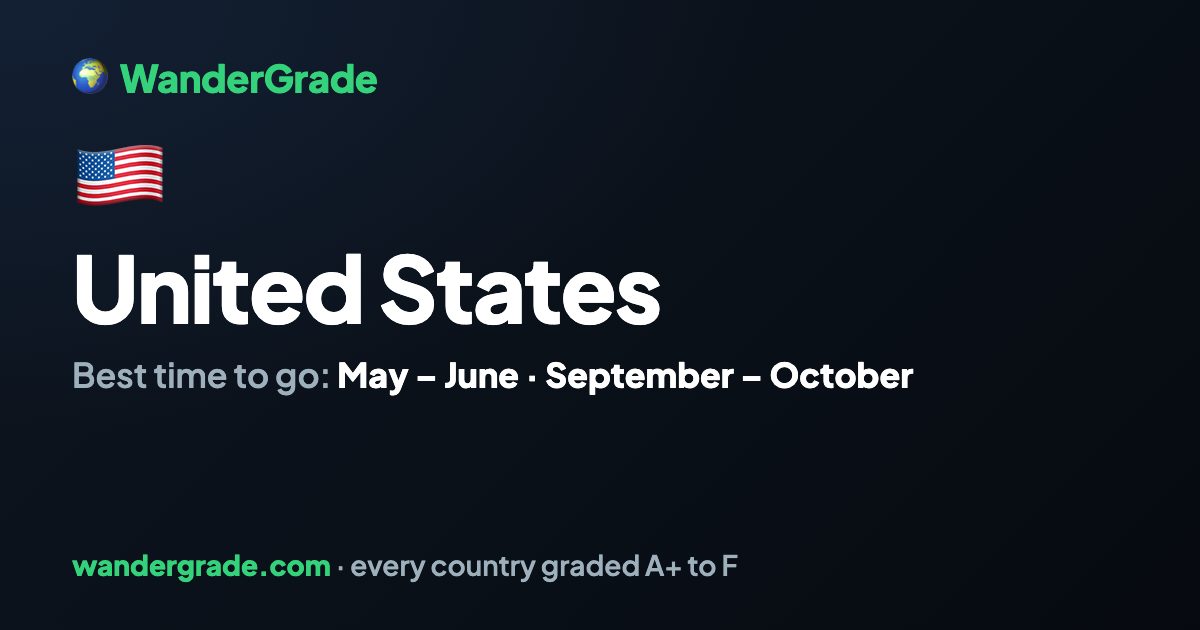 WanderGrade
United States
Best time to go: May – June · September – October
wandergrade.com · every country graded A+ to F